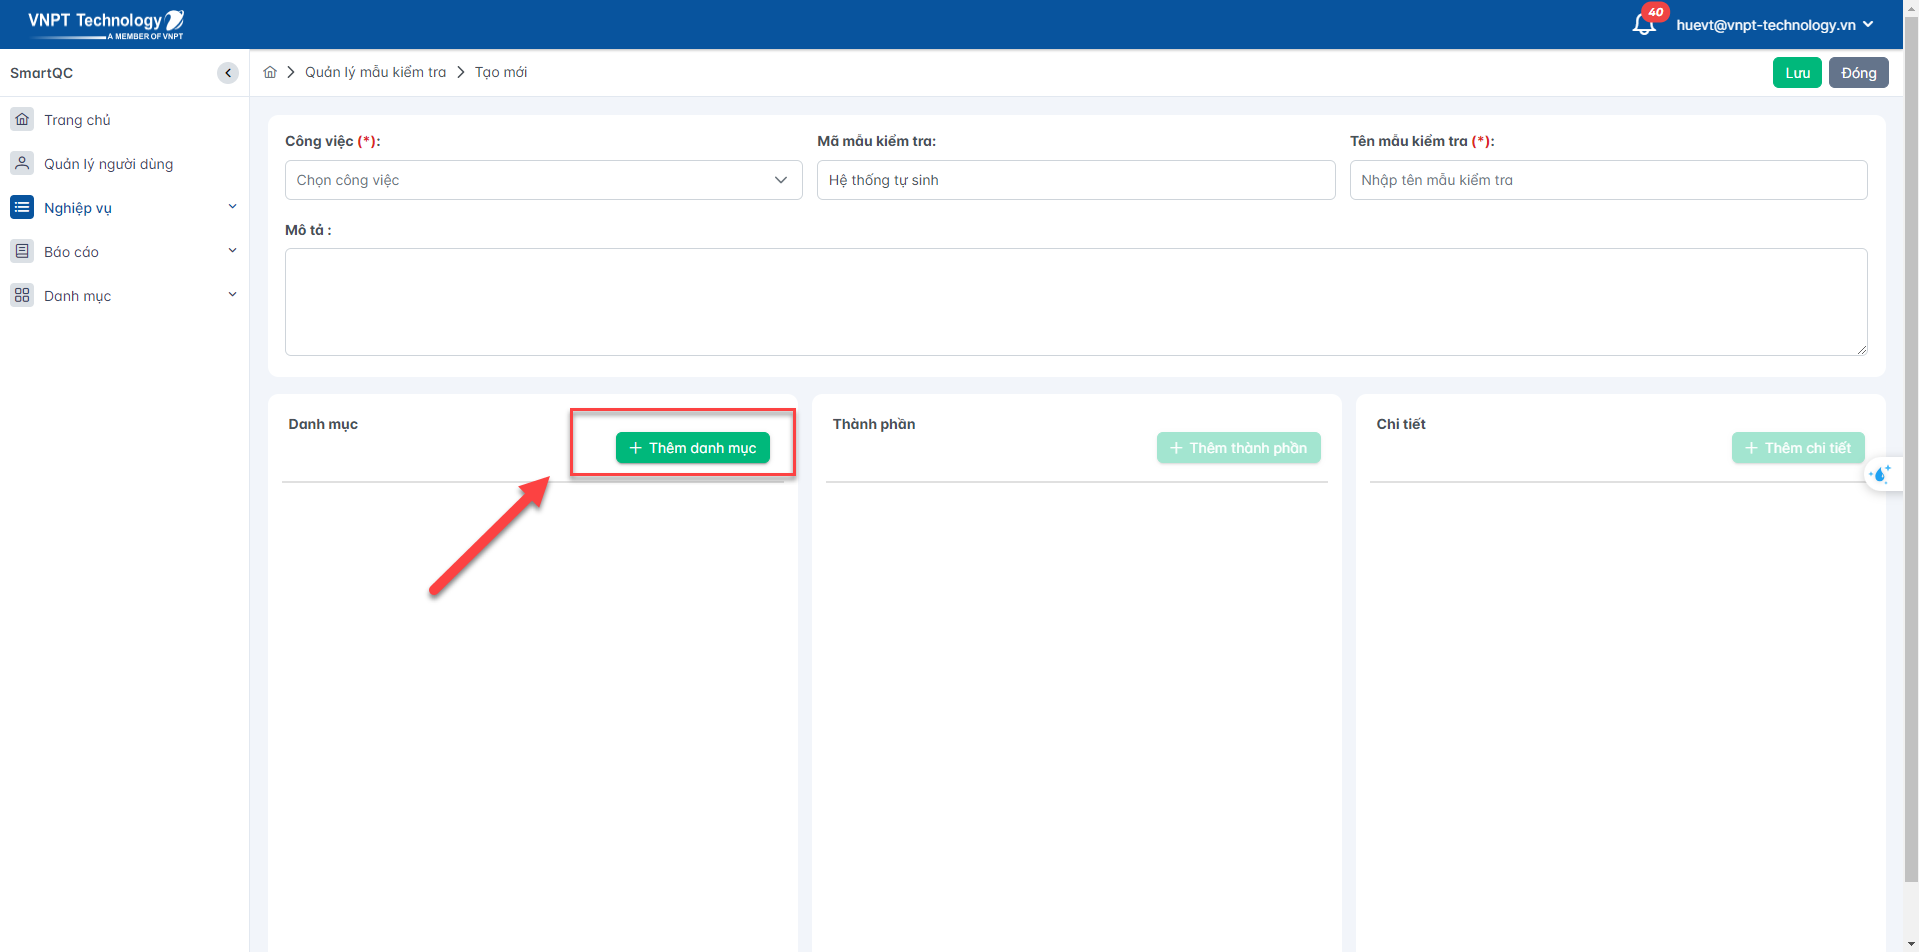 VNPT Technology
A MEMBER OF VNPT
40
huevt@vnpt-technology.vn
SmartQC
Quản lý mẫu kiểm tra
Tạo mới
Lưu
Đóng
Trang chủ
Quản lý người dùng
Nghiệp vụ
Báo cáo
Danh mục
Công việc (*):
Mã mẫu kiểm tra:
Tên mẫu kiểm tra (*):
Chọn công việc
Hệ thống tự sinh
Nhập tên mẫu kiểm tra
Mô tả :
Danh mục
+ Thêm danh mục
Thành phần
+ Thêm thành phần
Chi tiết
+ Thêm chi tiết